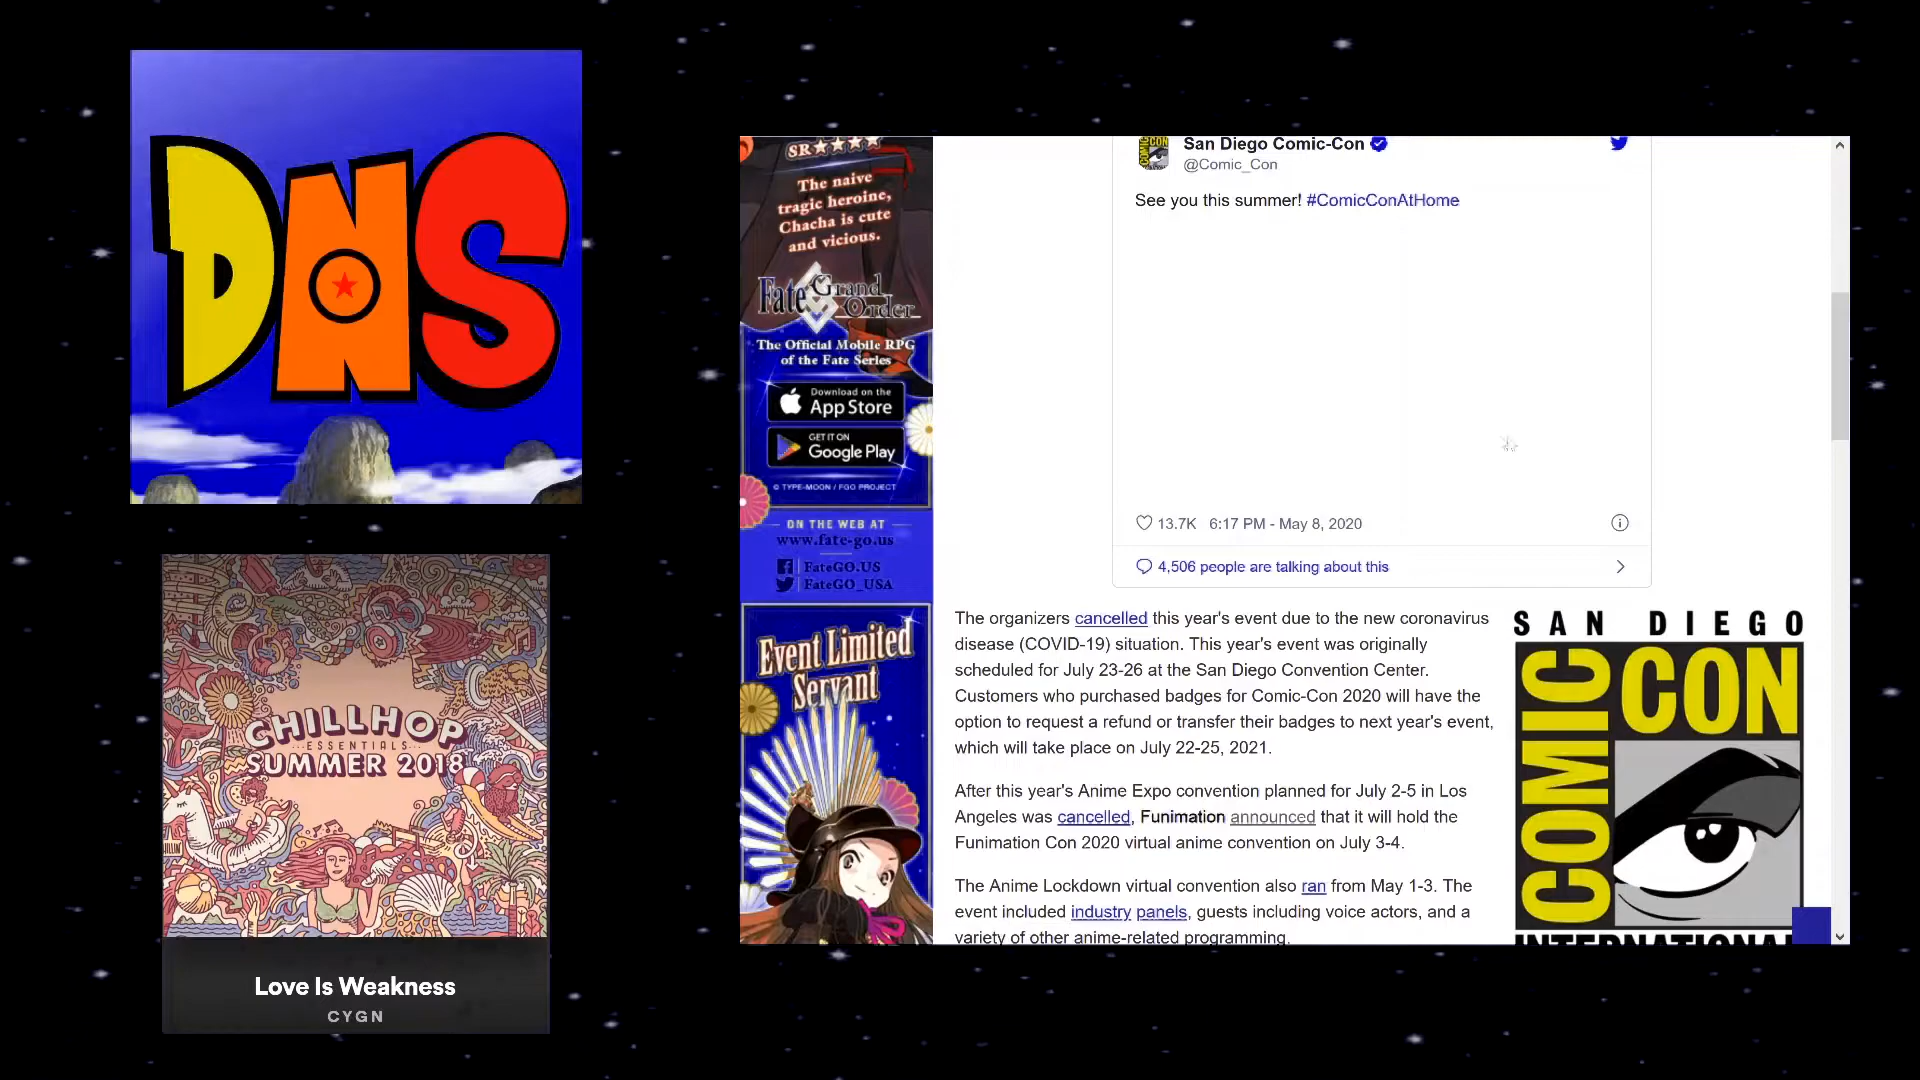 DNS
CHILLHOP
ESSENTIALS
SUMMER 2018
Love Is Weakness
CYGN
SR★★★★
The naive
tragic heroine,
Chacha is cute
and vicious.
Fate Grand Order
The Official Mobile RPG
of the Fate Series
Download on the
App Store
GET IT ON
Google Play
© TYPE-MOON / FGO PROJECT
ON THE WEB AT
www.fate-go.us
FateGO.US
FateGO_USA
Event Limited
Servant
San Diego Comic-Con
@Comic_Con
See you this summer! #ComicConAtHome
13.7K 6:17 PM - May 8, 2020
4,506 people are talking about this
The organizers cancelled this year's event due to the new coronavirus
disease (COVID-19) situation. This year's event was originally
scheduled for July 23-26 at the San Diego Convention Center.
Customers who purchased badges for Comic-Con 2020 will have the
option to request a refund or transfer their badges to next year's event,
which will take place on July 22-25, 2021.
After this year's Anime Expo convention planned for July 2-5 in Los
Angeles was cancelled, Funimation announced that it will hold the
Funimation Con 2020 virtual anime convention on July 3-4.
The Anime Lockdown virtual convention also ran from May 1-3. The
event included industry panels, guests including voice actors, and a
variety of other anime-related programming.
SAN DIEGO
COMIC CON
INTERNATIONAL